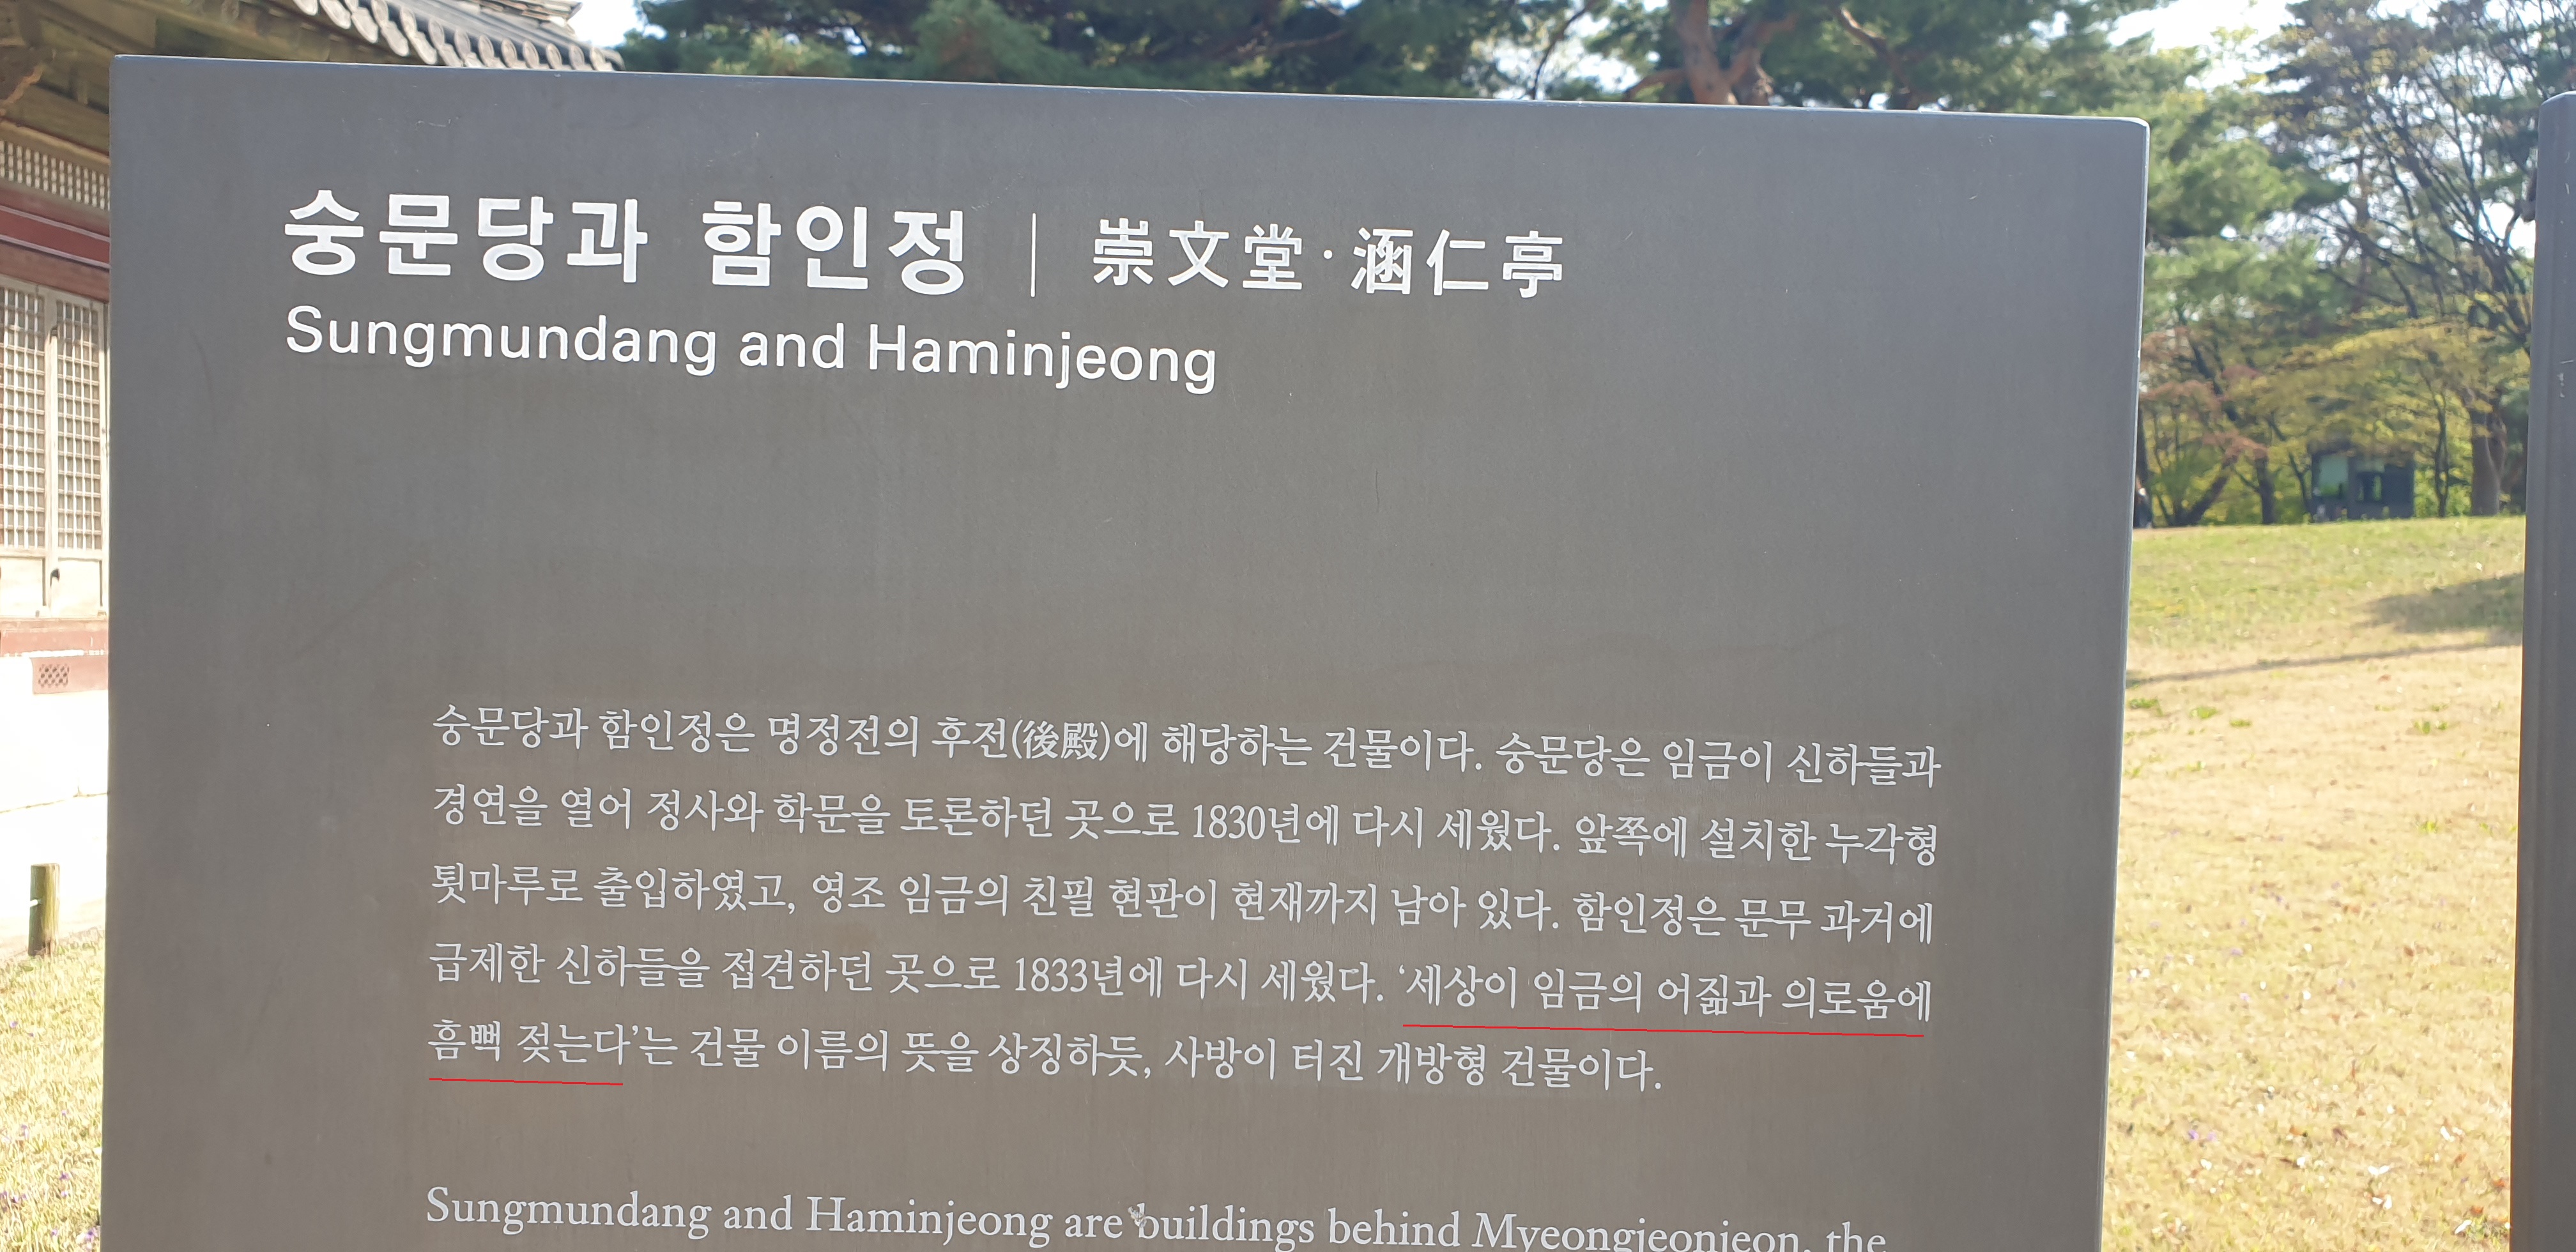 숭문당과 함인정 | 崇文堂·涵仁亭
Sungmundang and Haminjeong
숭문당과 함인정은 명정전의 후전(後殿)에 해당하는 건물이다. 숭문당은 임금이 신하들과
경연을 열어 정사와 학문을 토론하던 곳으로 1830년에 다시 세웠다. 앞쪽에 설치한 누각형
툇마루로 출입하였고, 영조 임금의 친필 현판이 현재까지 남아 있다. 함인정은 문무 과거에
급제한 신하들을 접견하던 곳으로 1833년에 다시 세웠다. ‘세상이 임금의 어짊과 의로움에
흠뻑 젖는다’는 건물 이름의 뜻을 상징하듯, 사방이 터진 개방형 건물이다.
Sungmundang and Haminjeong are buildings behind Myeongjeonjeon, the